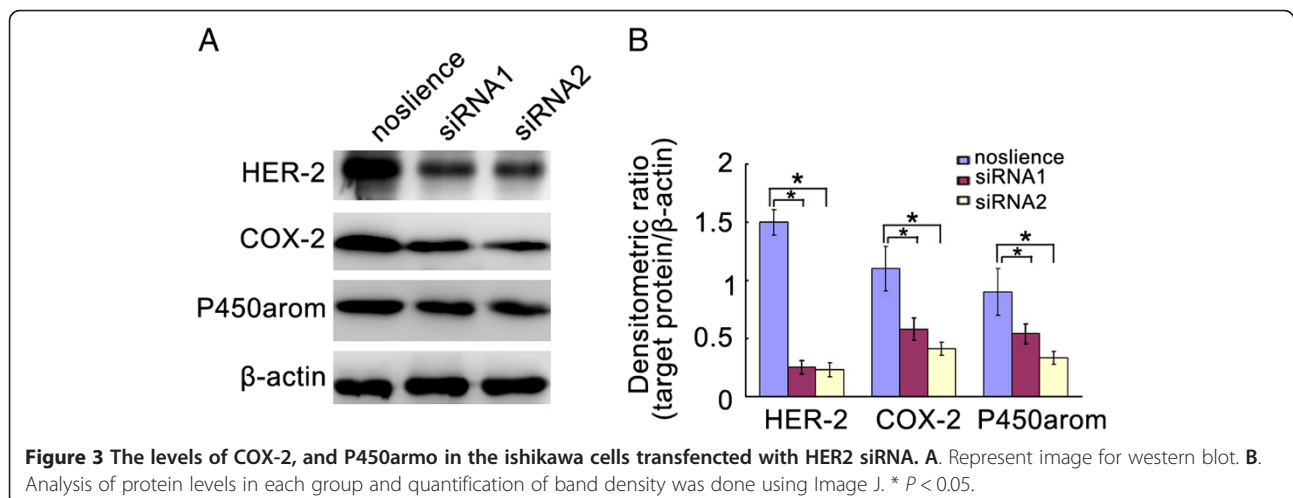 A
noslience
siRNA1
siRNA2
HER-2
COX-2
P450arom
β-actin
B
Densitometric ratio
(target protein/β-actin)
2
1.5
1
0.5
0
* *
* *
* *
noslience
siRNA1
siRNA2
HER-2 COX-2 P450arom
Figure 3 The levels of COX-2, and P450armo in the ishikawa cells transfencted with HER2 siRNA. A. Represent image for western blot. B.
Analysis of protein levels in each group and quantification of band density was done using Image J. * P < 0.05.